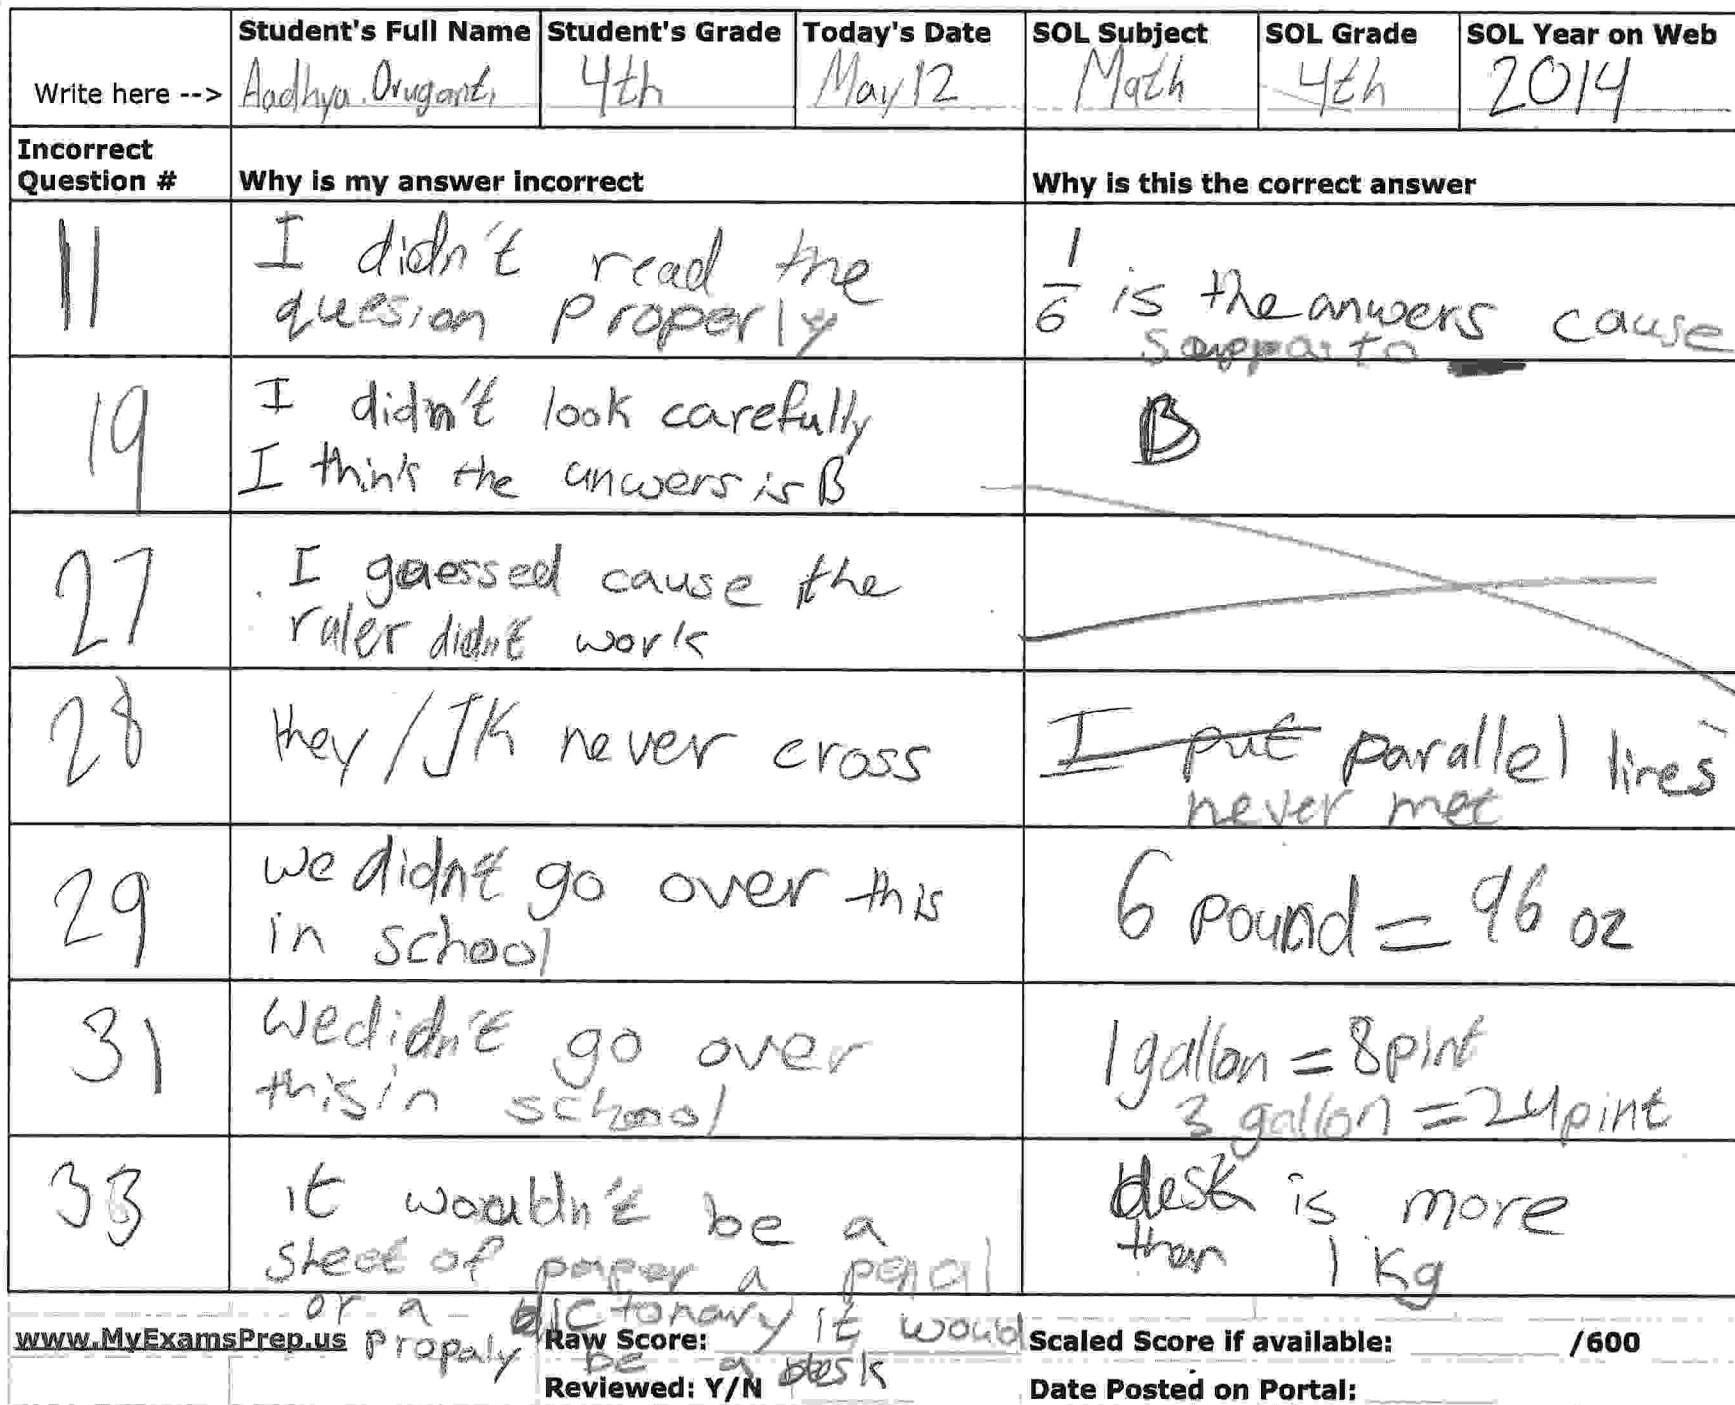 Student's Full Name Student's Grade Today's Date SOL Subject SOL Grade SOL Year on Web
Write here --> Aadhya Oruganti 4th May 12 Math 4th 2014
Incorrect
Question # Why is my answer incorrect Why is this the correct answer
11
I didn't read the
quesion properly
1/6 is the anwers cause
19
I didn't look carefully
I think the anwers is B
B
27
I guessed cause the
ruler didn't work
28
they / JK never cross
I put parallel lines
never met
29
we didn't go over this
in school
6 pound = 96 oz
31
We didn't go over
this in school
1 gallon = 8 pint
3 gallon = 24 pint
33
it wouldn't be a
sheet of paper a
or a dictonary it would
propaly be a desk
desk is more
than 1 Kg
www.MyExamsPrep.us Raw Score: Scaled Score if available: /600
Reviewed: Y/N Date Posted on Portal: